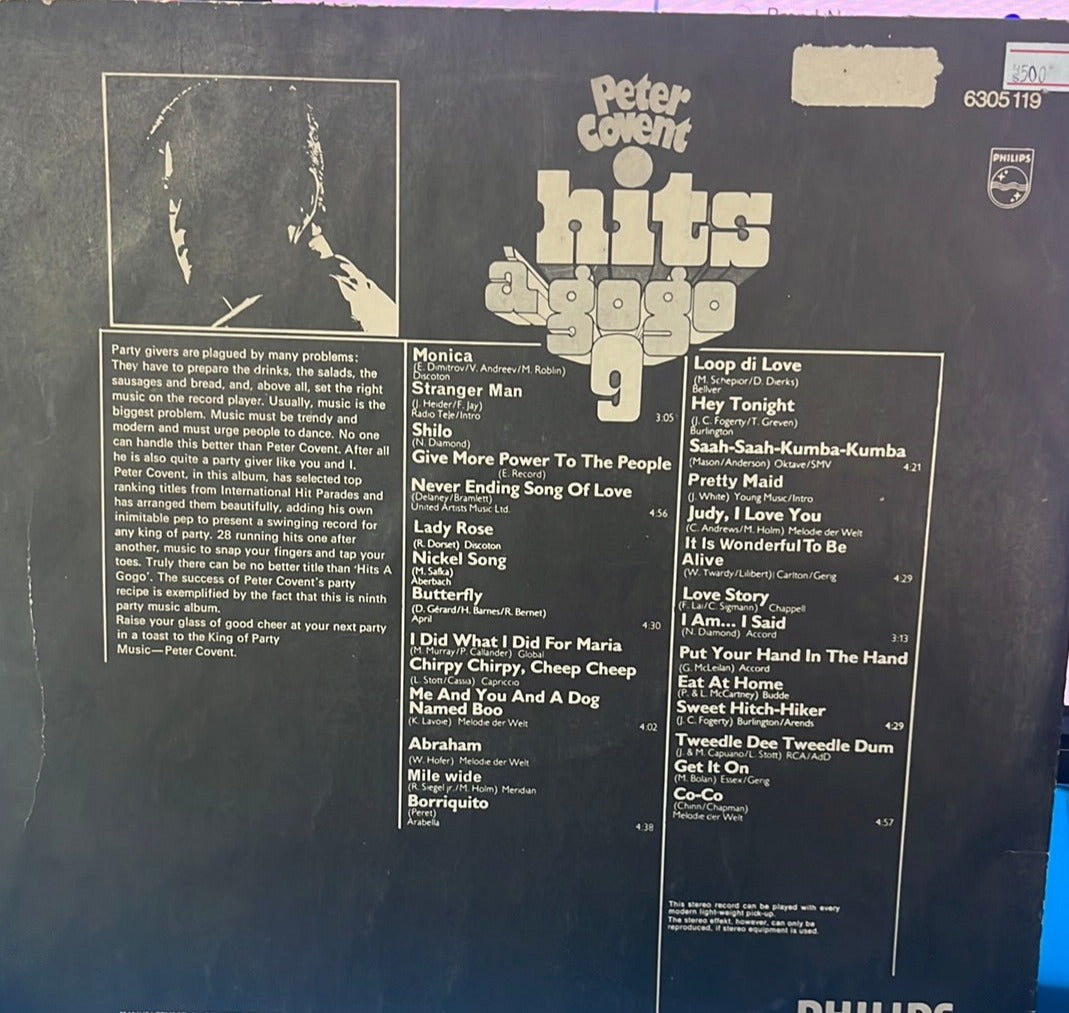 ¥500
6305 119
PHILIPS
Peter
Covent
hits
a gogo
9
Party givers are plagued by many problems:
They have to prepare the drinks, the salads, the
sausages and bread, and, above all, set the right
music on the record player. Usually, music is the
biggest problem. Music must be trendy and
modern and must urge people to dance. No one
can handle this better than Peter Covent. After all
he is also quite a party giver like you and I.
Peter Covent, in this album, has selected top
ranking titles from International Hit Parades and
has arranged them beautifully, adding his own
inimitable pep to present a swinging record for
any king of party. 28 running hits one after
another, music to snap your fingers and tap your
toes. Truly there can be no better title than 'Hits A
Gogo'. The success of Peter Covent's party
recipe is exemplified by the fact that this is ninth
party music album.
Raise your glass of good cheer at your next party
in a toast to the King of Party
Music—Peter Covent.
Monica
(E. Dimitrov/V. Andreev/M. Roblin)
Discoton
Stranger Man
(J. Heider/F. Jay)
Radio Tele/Intro 3:05
Shilo
(N. Diamond)
Give More Power To The People
(E. Record)
Never Ending Song Of Love
(Delaney/Bramlett)
United Artists Music Ltd. 4:56
Lady Rose
(R. Dorset) Discoton
Nickel Song
(M. Safka)
Aberbach
Butterfly
(D. Gérard/H. Barnes/R. Bernet)
April 4:30
I Did What I Did For Maria
(M. Murray/P. Callander) Global
Chirpy Chirpy, Cheep Cheep
(L. Stott/Cassia) Capriccio
Me And You And A Dog
Named Boo
(K. Lavoie) Melodie der Welt 4:02
Abraham
(W. Hofer) Melodie der Welt
Mile wide
(R. Siegel jr./M. Holm) Meridian
Borriquito
(Peret)
Arabella 4:38
Loop di Love
(M. Schepior/D. Dierks)
Bellver
Hey Tonight
(J. C. Fogerty/T. Greven)
Burlington
Saah-Saah-Kumba-Kumba
(Mason/Anderson) Oktave/SMV 4:21
Pretty Maid
(J. White) Young Music/Intro
Judy, I Love You
(C. Andrews/M. Holm) Melodie der Welt
It Is Wonderful To Be
Alive
(W. Twardy/Lilibert) Carlton/Gerig 4:29
Love Story
(F. Lai/C. Sigmann) Chappell
I Am... I Said
(N. Diamond) Accord 3:13
Put Your Hand In The Hand
(G. McLellan) Accord
Eat At Home
(P. & L. McCartney) Budde
Sweet Hitch-Hiker
(J. C. Fogerty) Burlington/Arends 4:29
Tweedle Dee Tweedle Dum
(J. & M. Capuano/L. Stott) RCA/AdD
Get It On
(M. Bolan) Essex/Gerig
Co-Co
(Chinn/Chapman)
Melodie der Welt 4:57
This stereo record can be played with every
modern light-weight pick-up.
The stereo effekt, however, can only be
reproduced, if stereo equipment is used.
PHILIPS